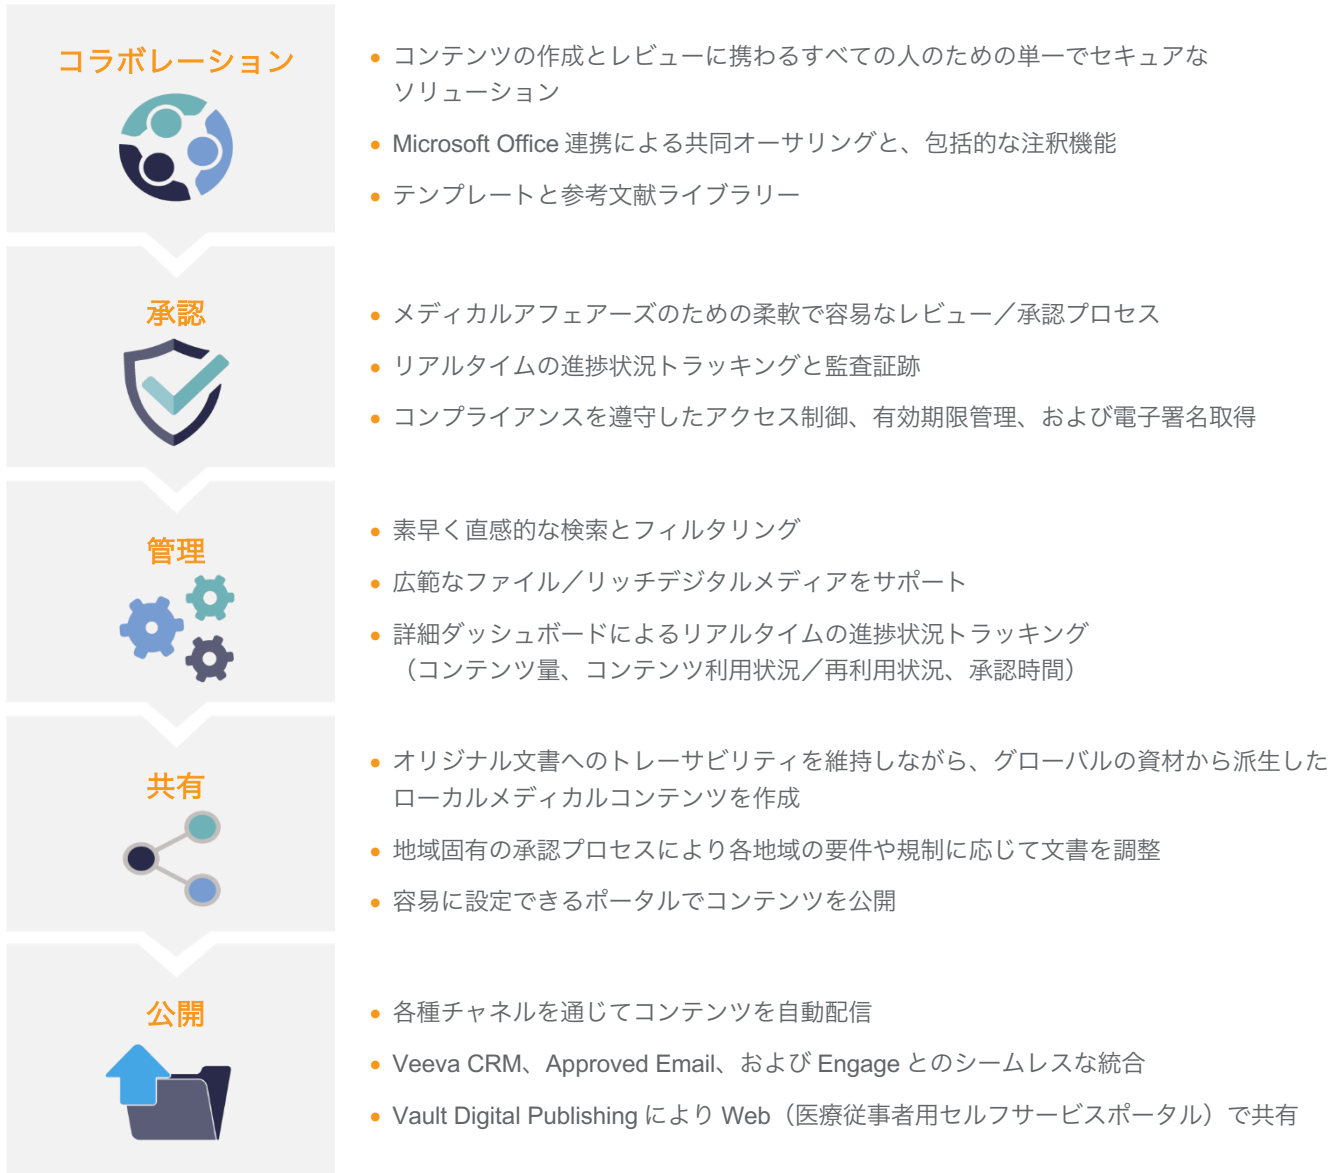 コラボレーション
• コンテンツの作成とレビューに携わるすべての人のための単一でセキュアな
ソリューション
• Microsoft Office 連携による共同オーサリングと、包括的な注釈機能
• テンプレートと参考文献ライブラリー
承認
• メディカルアフェアーズのための柔軟で容易なレビュー／承認プロセス
• リアルタイムの進捗状況トラッキングと監査証跡
• コンプライアンスを遵守したアクセス制御、有効期限管理、および電子署名取得
管理
• 素早く直感的な検索とフィルタリング
• 広範なファイル／リッチデジタルメディアをサポート
• 詳細ダッシュボードによるリアルタイムの進捗状況トラッキング
（コンテンツ量、コンテンツ利用状況／再利用状況、承認時間）
共有
• オリジナル文書へのトレーサビリティを維持しながら、グローバルの資材から派生した
ローカルメディカルコンテンツを作成
• 地域固有の承認プロセスにより各地域の要件や規制に応じて文書を調整
• 容易に設定できるポータルでコンテンツを公開
公開
• 各種チャネルを通じてコンテンツを自動配信
• Veeva CRM、Approved Email、および Engage とのシームレスな統合
• Vault Digital Publishing により Web（医療従事者用セルフサービスポータル）で共有